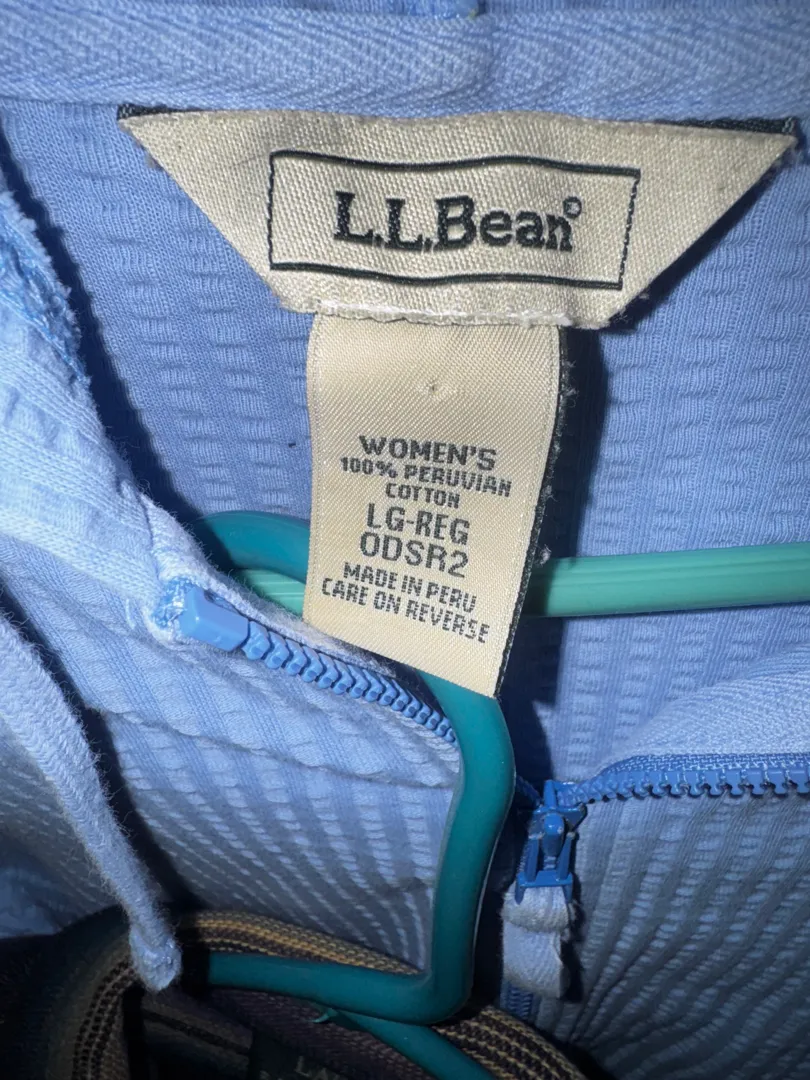 L.L.Bean®
WOMEN'S
100% PERUVIAN
COTTON
LG-REG
0DSR2
MADE IN PERU
CARE ON REVERSE